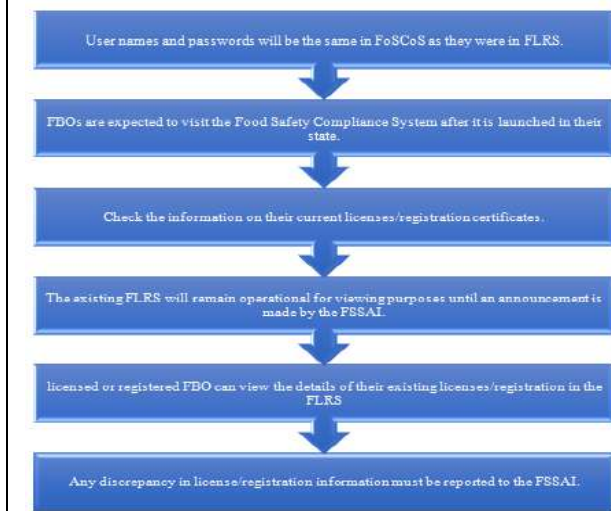 User names and passwords will be the same in FoSCoS as they were in FLRS.
FBOs are expected to visit the Food Safety Compliance System after it is launched in their
state.
Check the information on their current licenses/registration certificates.
The existing FLRS will remain operational for viewing purposes until an announcement is
made by the FSSAI.
licensed or registered FBO can view the details of their existing licenses/registration in the
FLRS
Any discrepancy in license/registration information must be reported to the FSSAI.